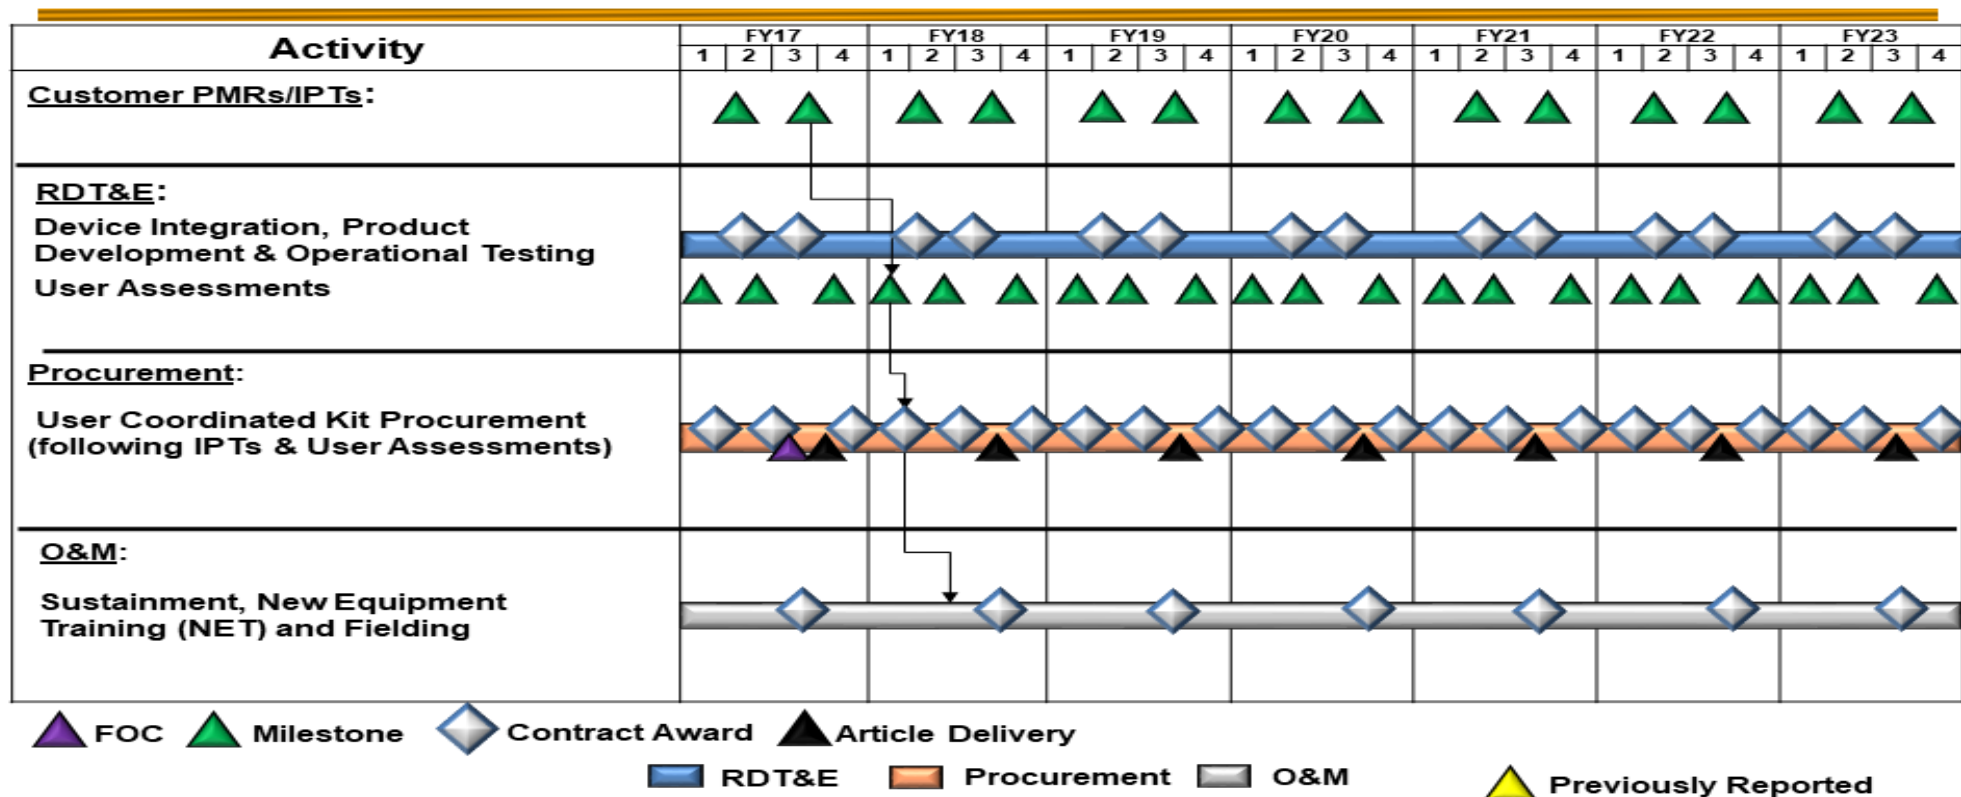 Activity
FY17 FY18 FY19 FY20 FY21 FY22 FY23
1 2 3 4 1 2 3 4 1 2 3 4 1 2 3 4 1 2 3 4 1 2 3 4 1 2 3 4
Customer PMRs/IPTs:
RDT&E:
Device Integration, Product
Development & Operational Testing
User Assessments
Procurement:
User Coordinated Kit Procurement
(following IPTs & User Assessments)
O&M:
Sustainment, New Equipment
Training (NET) and Fielding
FOC Milestone Contract Award Article Delivery
RDT&E Procurement O&M Previously Reported